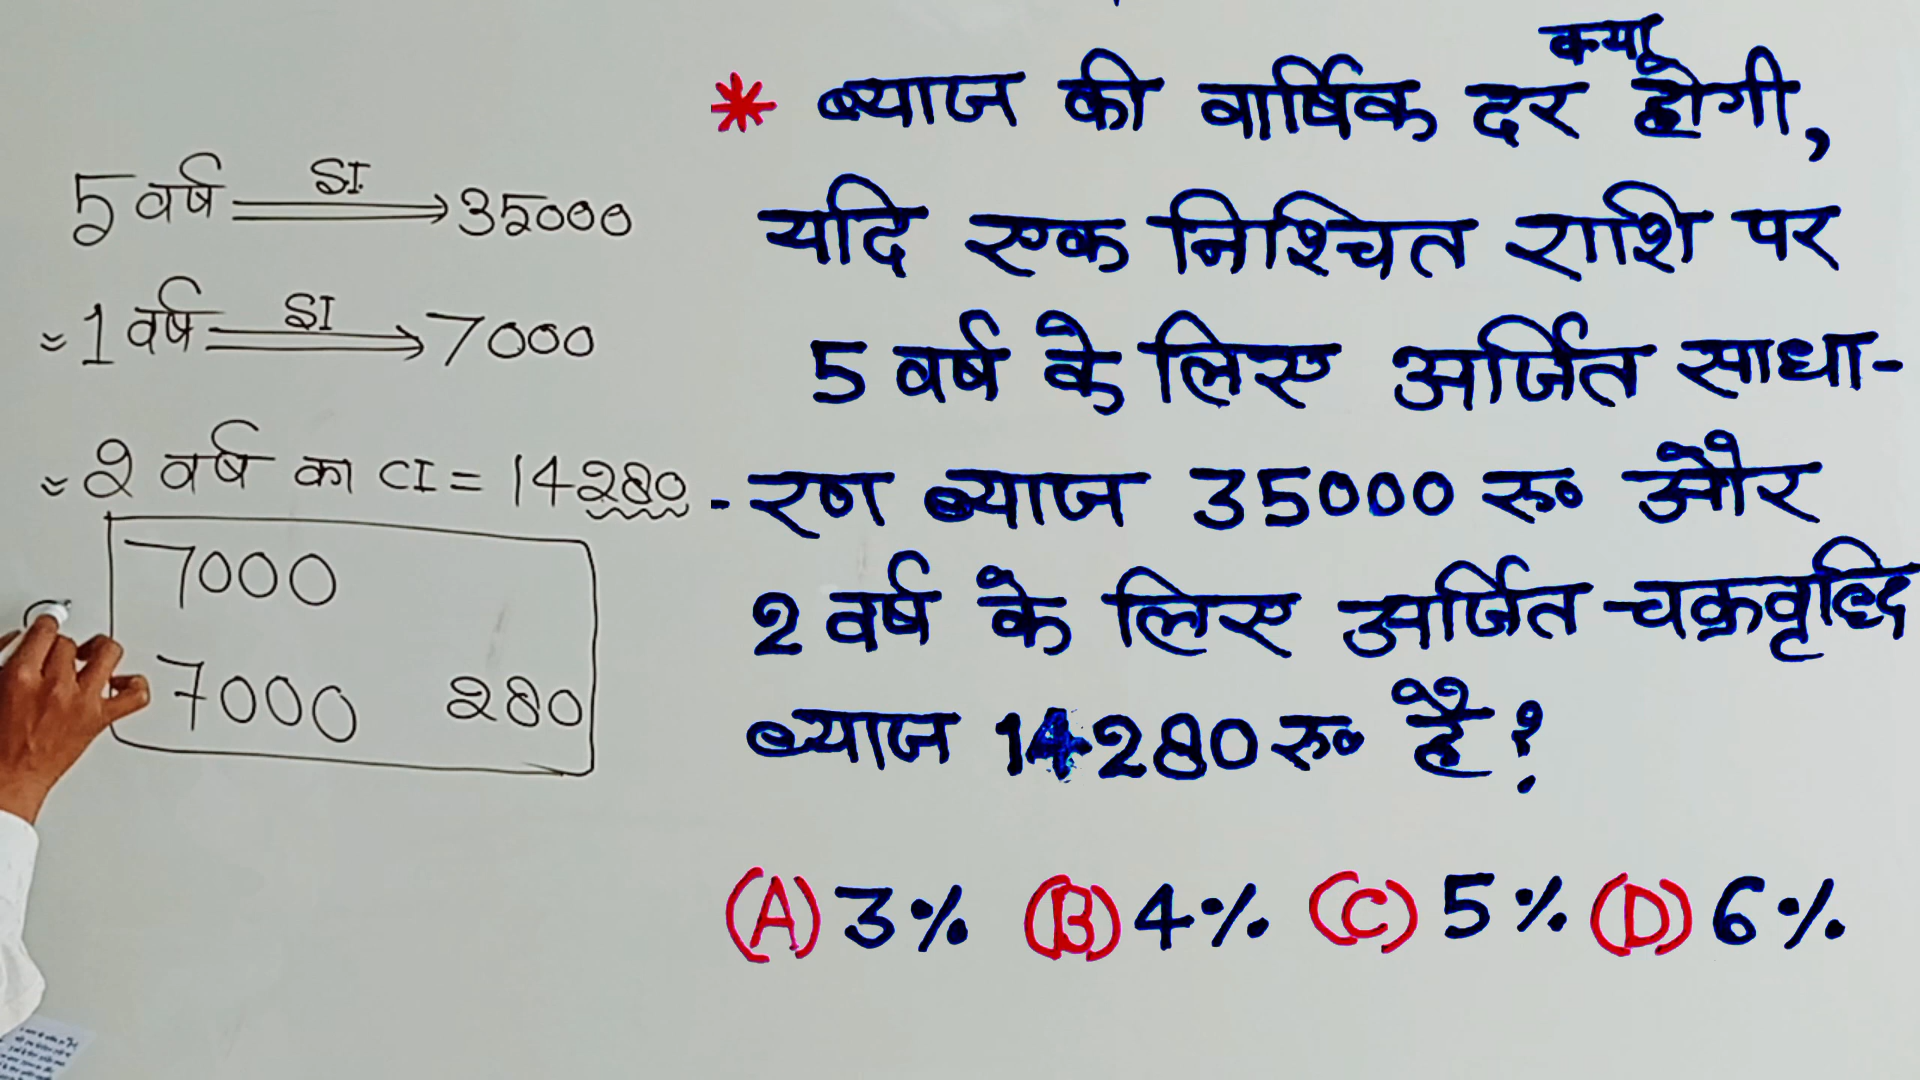 5 वर्ष SI 35000
≈ 1 वर्ष SI 7000
≈ 2 वर्ष का CI = 14280
7000
7000 280
* ब्याज की वार्षिक दर क्या होगी,
यदि एक निश्चित राशि पर
5 वर्ष के लिए अर्जित साधा-
-रण ब्याज 35000 रु० और
2 वर्ष के लिए अर्जित चक्रवृद्धि
ब्याज 14280 रु० है?
(A) 3% (B) 4% (C) 5% (D) 6%